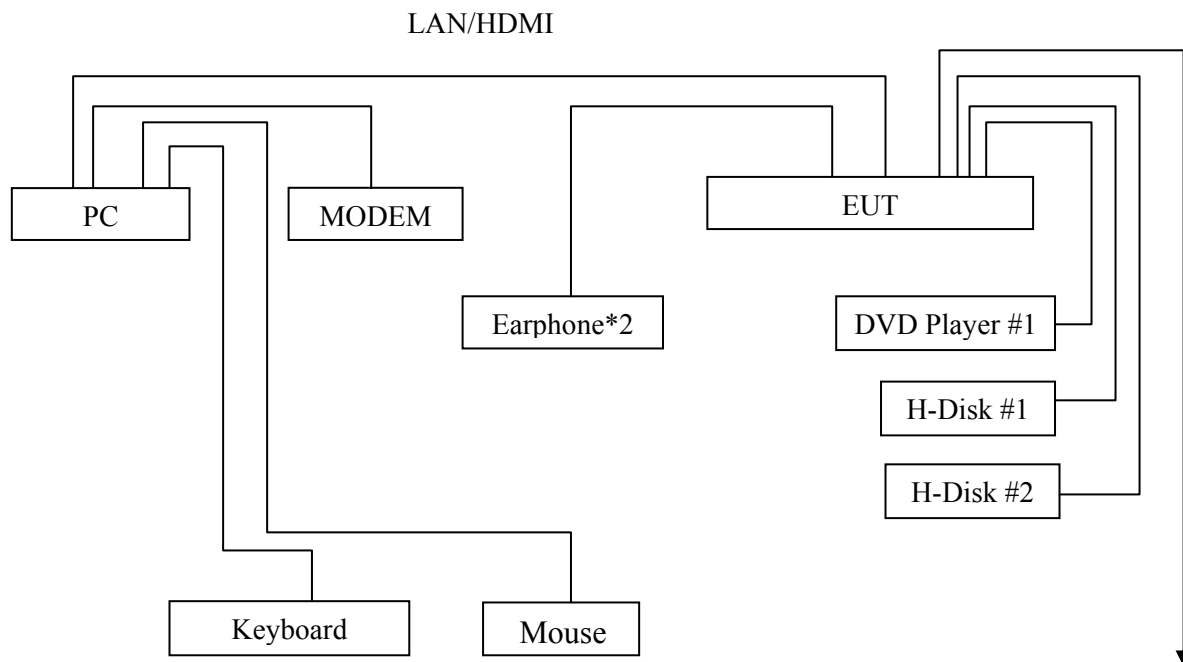 LAN/HDMI
PC
MODEM
EUT
Earphone*2
DVD Player #1
H-Disk #1
H-Disk #2
Keyboard
Mouse